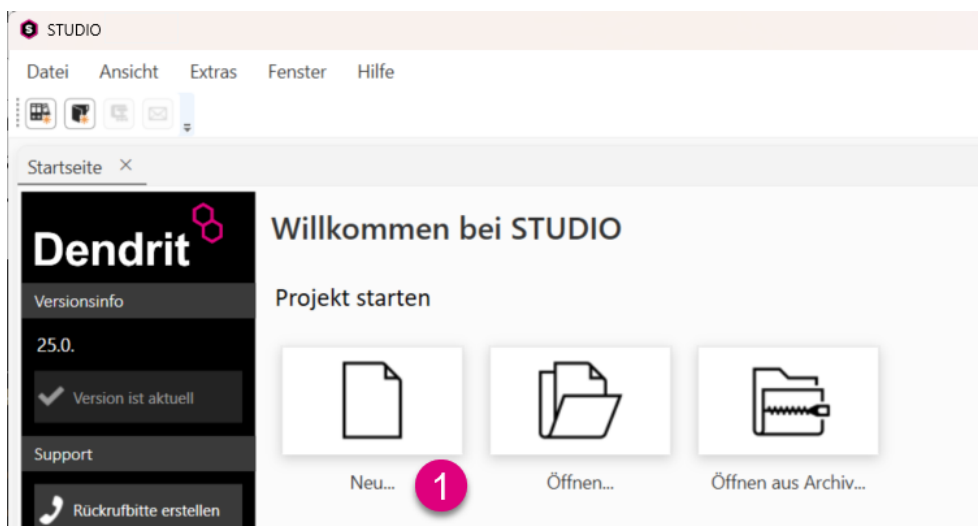 STUDIO
Datei Ansicht Extras Fenster Hilfe
Startseite
Dendrit
Versionsinfo
25.0.
Version ist aktuell
Support
Rückrufbitte erstellen
Willkommen bei STUDIO
Projekt starten
Neu... 1 Öffnen... Öffnen aus Archiv...